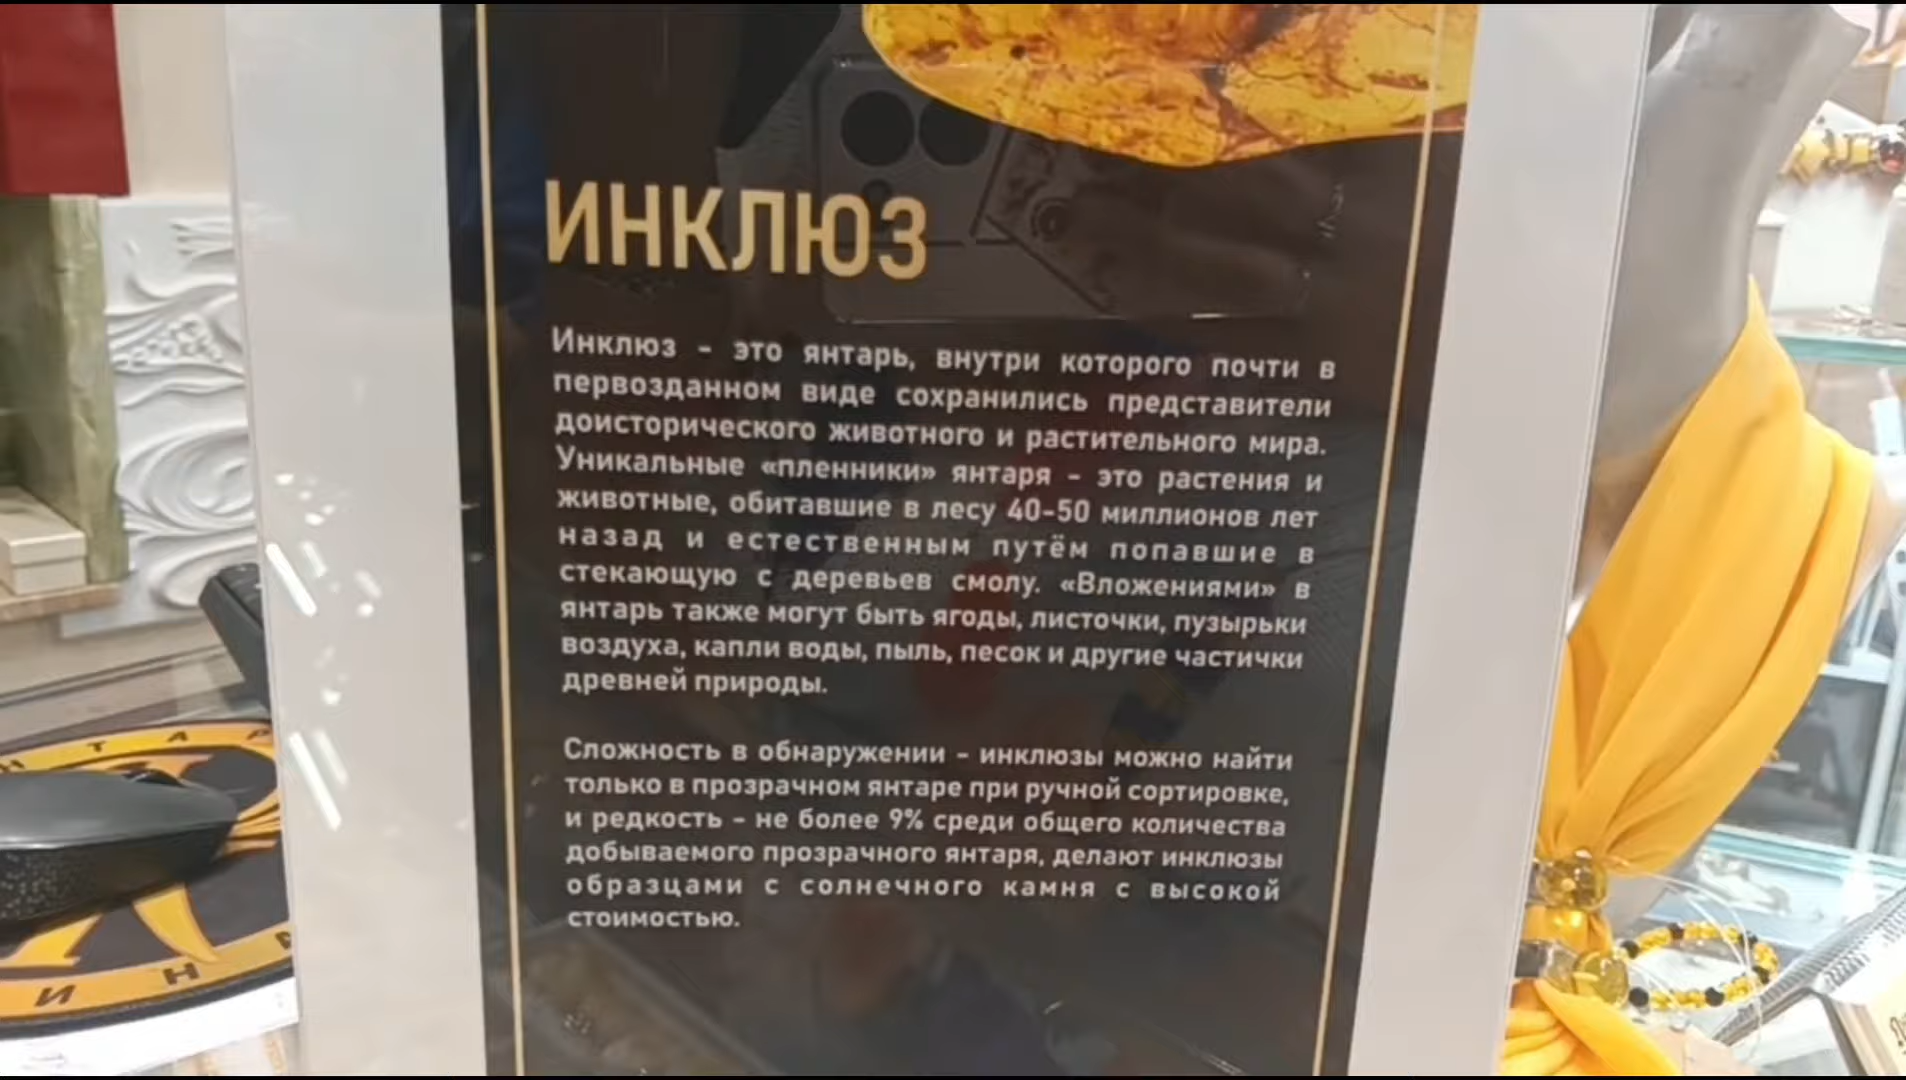 ИНКЛЮЗ
Инклюз - это янтарь, внутри которого почти в
первозданном виде сохранились представители
доисторического животного и растительного мира.
Уникальные «пленники» янтаря - это растения и
животные, обитавшие в лесу 40-50 миллионов лет
назад и естественным путём попавшие в
стекающую с деревьев смолу. «Вложениями» в
янтарь также могут быть ягоды, листочки, пузырьки
воздуха, капли воды, пыль, песок и другие частички
древней природы.
Сложность в обнаружении - инклюзы можно найти
только в прозрачном янтаре при ручной сортировке,
и редкость - не более 9% среди общего количества
добываемого прозрачного янтаря, делают инклюзы
образцами с солнечного камня с высокой
стоимостью.